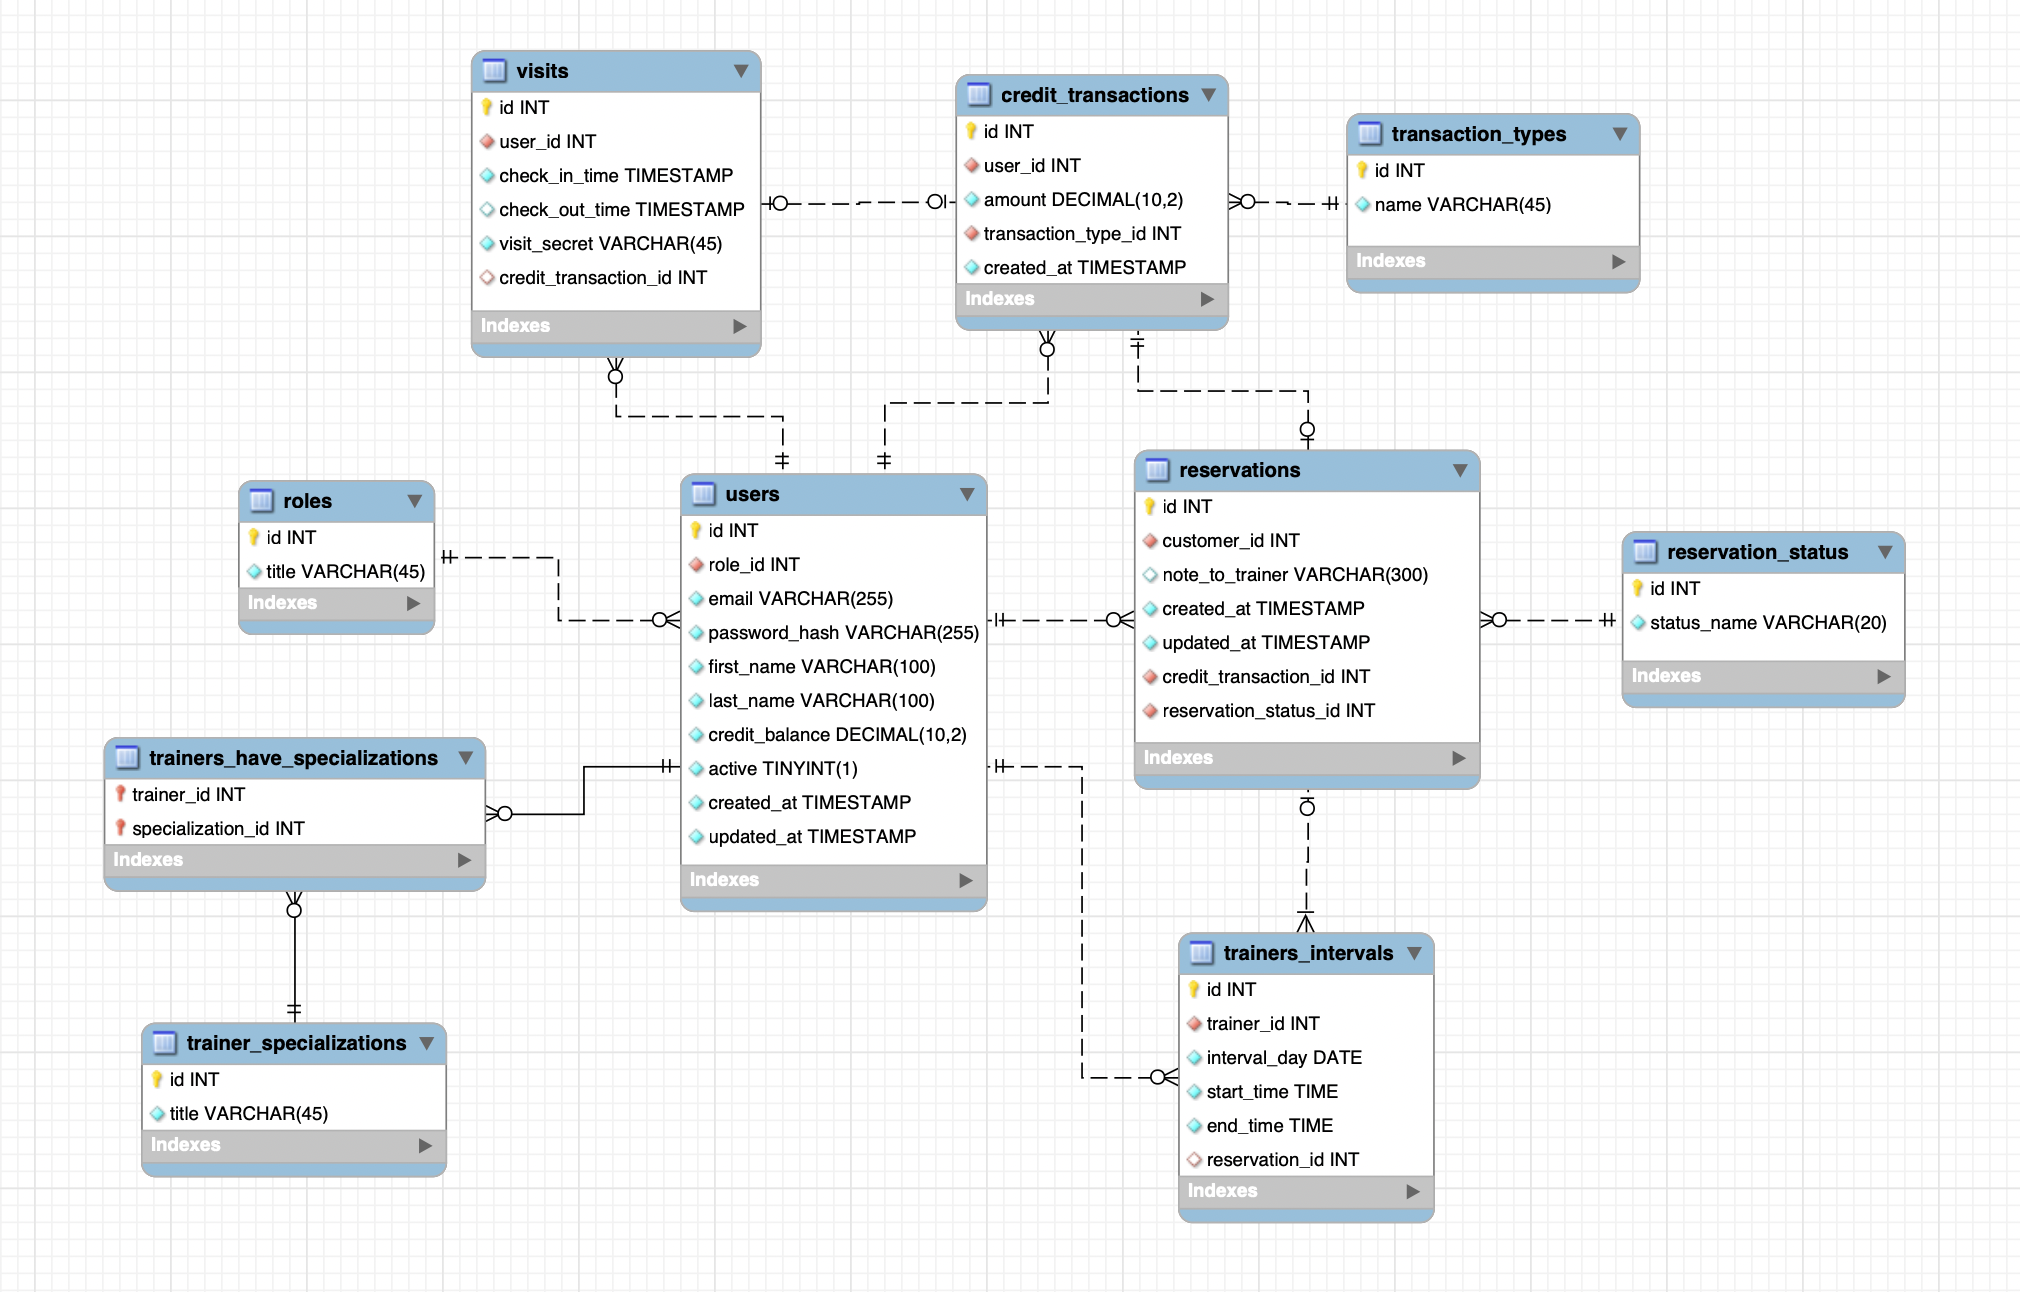 visits
id INT
user_id INT
check_in_time TIMESTAMP
check_out_time TIMESTAMP
visit_secret VARCHAR(45)
credit_transaction_id INT
Indexes
credit_transactions
id INT
user_id INT
amount DECIMAL(10,2)
transaction_type_id INT
created_at TIMESTAMP
Indexes
transaction_types
id INT
name VARCHAR(45)
Indexes
roles
id INT
title VARCHAR(45)
Indexes
users
id INT
role_id INT
email VARCHAR(255)
password_hash VARCHAR(255)
first_name VARCHAR(100)
last_name VARCHAR(100)
credit_balance DECIMAL(10,2)
active TINYINT(1)
created_at TIMESTAMP
updated_at TIMESTAMP
Indexes
reservations
id INT
customer_id INT
note_to_trainer VARCHAR(300)
created_at TIMESTAMP
updated_at TIMESTAMP
credit_transaction_id INT
reservation_status_id INT
Indexes
reservation_status
id INT
status_name VARCHAR(20)
Indexes
trainers_have_specializations
trainer_id INT
specialization_id INT
Indexes
trainer_specializations
id INT
title VARCHAR(45)
Indexes
trainers_intervals
id INT
trainer_id INT
interval_day DATE
start_time TIME
end_time TIME
reservation_id INT
Indexes